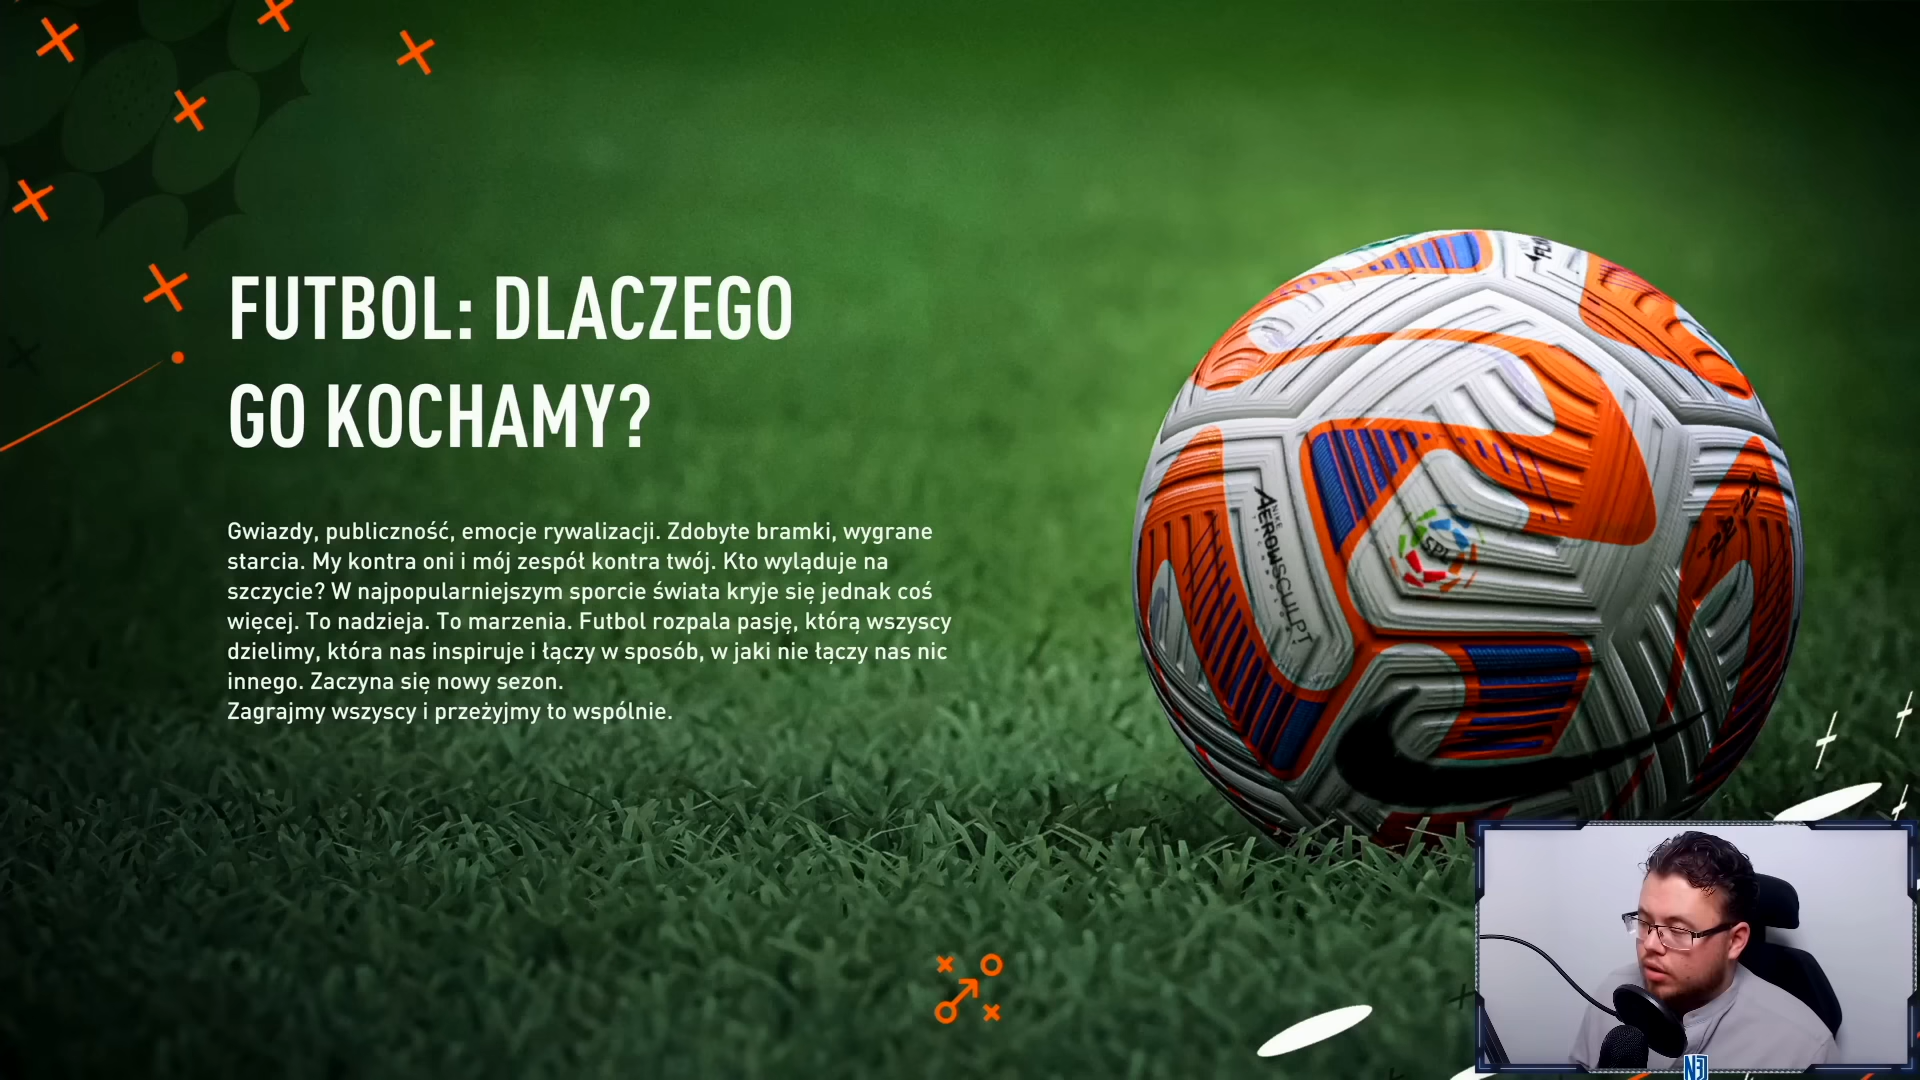 FUTBOL: DLACZEGO
GO KOCHAMY?
Gwiazdy, publiczność, emocje rywalizacji. Zdobyte bramki, wygrane
starcia. My kontra oni i mój zespół kontra twój. Kto wyląduje na
szczycie? W najpopularniejszym sporcie świata kryje się jednak coś
więcej. To nadzieja. To marzenia. Futbol rozpala pasję, którą wszyscy
dzielimy, która nas inspiruje i łączy w sposób, w jaki nie łączy nas nic
innego. Zaczyna się nowy sezon.
Zagrajmy wszyscy i przeżyjmy to wspólnie.
NIKE
AEROWSCULPT
SPL